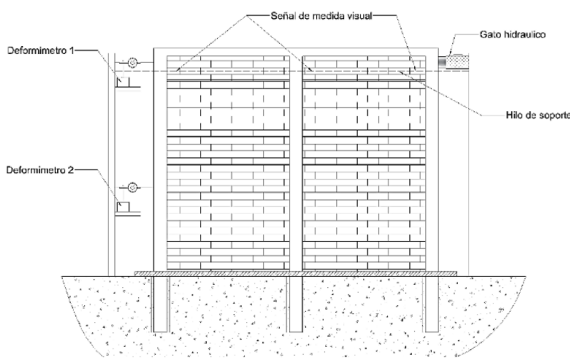 Señal de medida visual
Gato hidraulico
Deformimetro 1
Hilo de soporte
Deformimetro 2